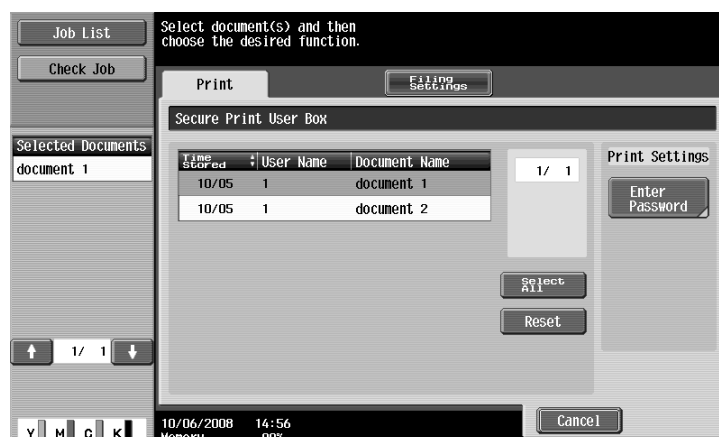 Job List
Check Job
Select document(s) and then
choose the desired function.
Print
Filing
Settings
Secure Print User Box
Selected Documents
document 1
Time
Stored
User Name
Document Name
10/05 1 document 1
10/05 1 document 2
1/ 1
Print Settings
Enter
Password
Select
All
Reset
1/ 1
Y M C K
10/06/2008 14:56
Memory 00%
Cancel